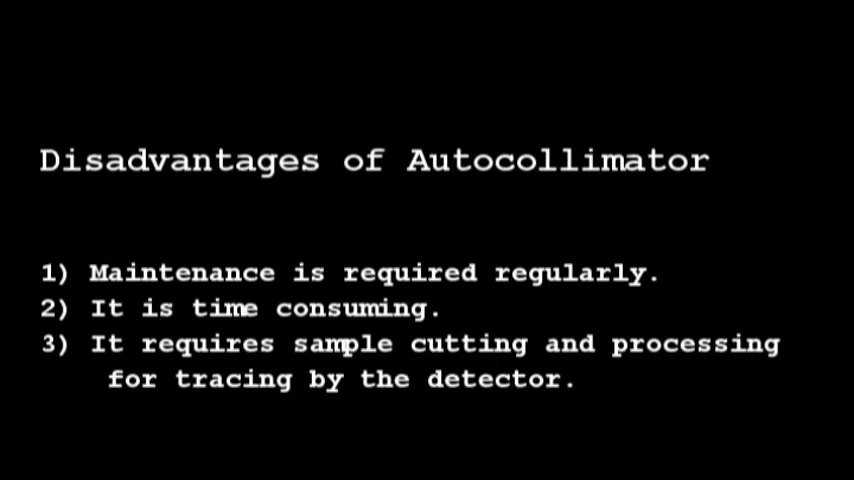 Disadvantages of Autocollimator
1) Maintenance is required regularly.
2) It is time consuming.
3) It requires sample cutting and processing
for tracing by the detector.